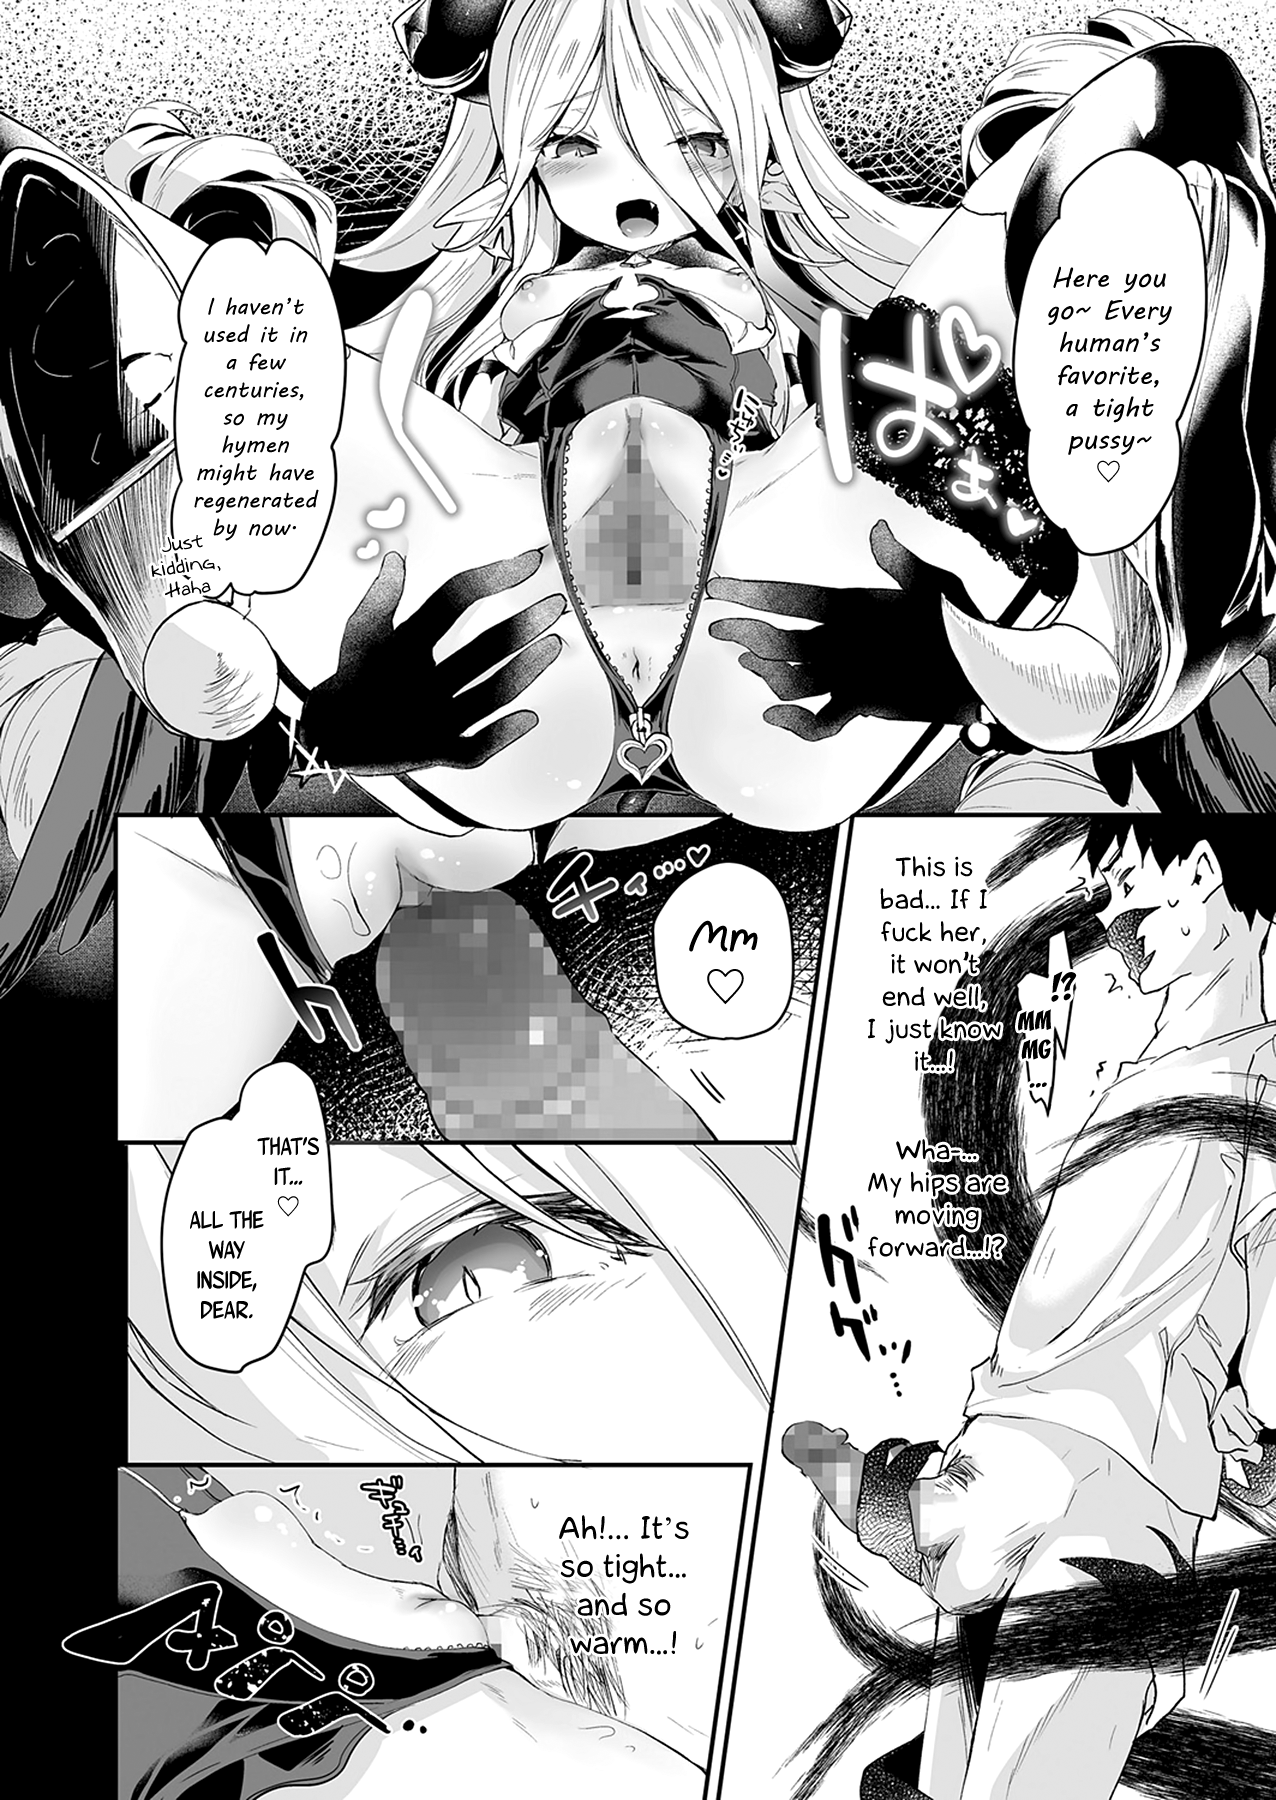 Here you
go~ Every
human's
favorite,
a tight
pussy~
♡
I haven't
used it in
a few
centuries,
so my
hymen
might have
regenerated
by now.
Just
kidding,
Haha
This is
bad... If I
fuck her,
it won't
end well,
I just know
it...!
!?
MM
MG
...
Wha-...
My hips are
moving
forward...!?
Mm
♡
THAT'S
IT...
♡
ALL THE
WAY
INSIDE,
DEAR.
Ah!... It's
so tight...
and so
warm...!